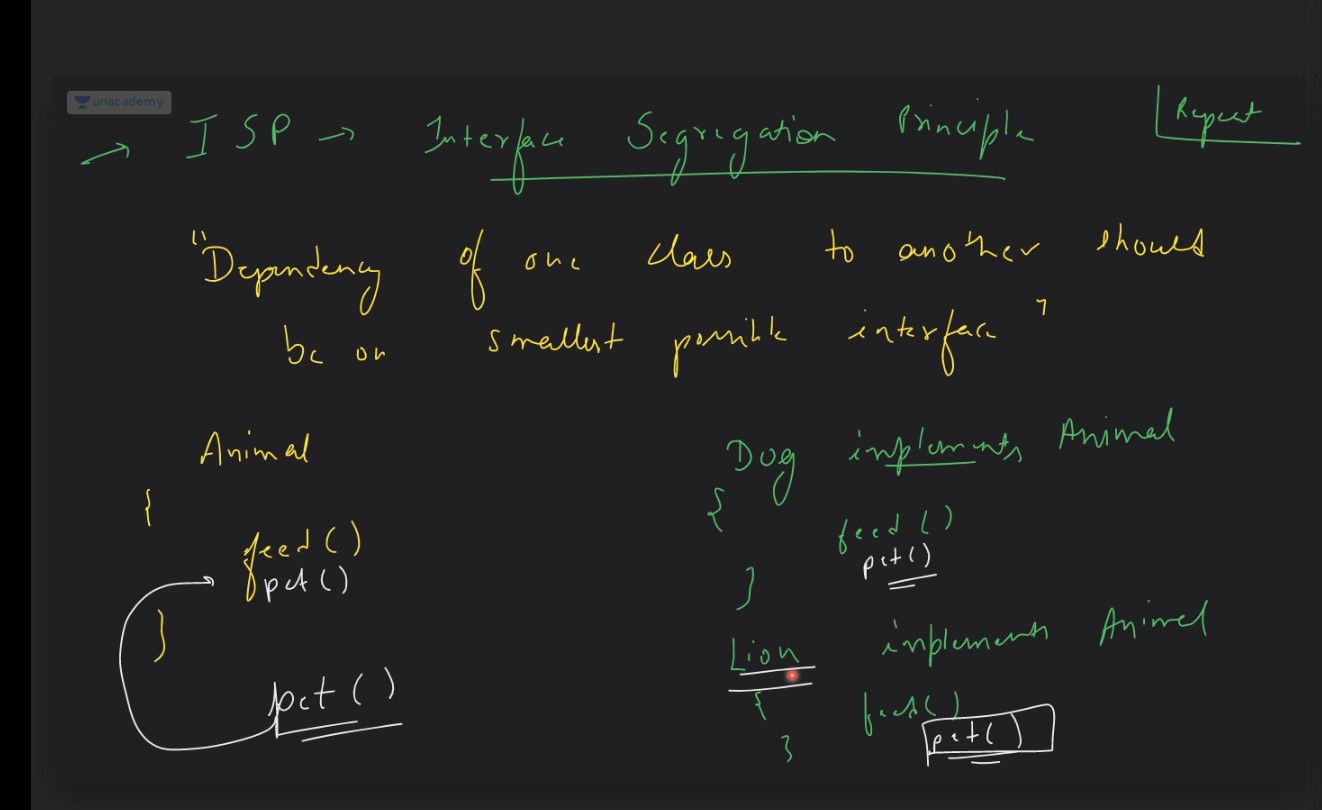 unacademy
→ ISP → Interface Segregation Principle
Repeat
"Dependency of one class to another should
be on smallest possible interface"
Animal
{
feed()
pet()
}
pet()
Dog implements Animal
{
feed()
pet()
}
Lion implements Animal
{
feed()
pet()
}